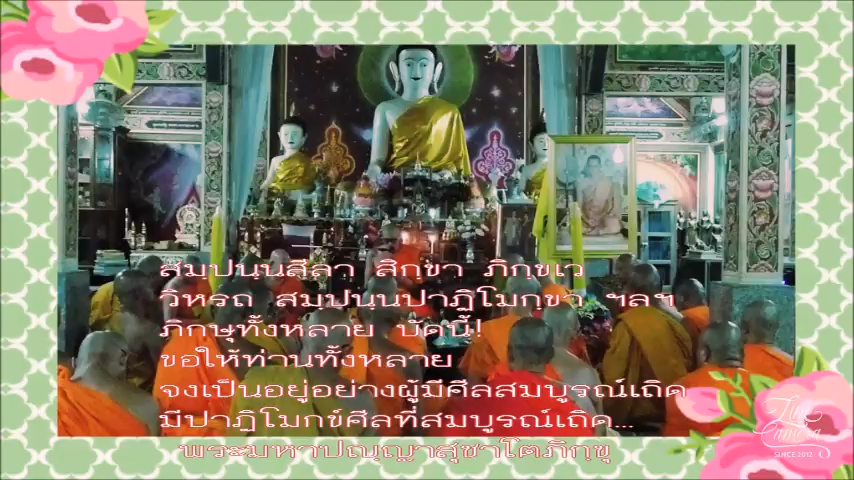 สมฺปนฺนสีลา สิกฺขา ภิกฺขเว
วิหรถ สมฺปนฺนปาฏิโมกฺขา ฯลฯ
ภิกษุทั้งหลาย บัดนี้!
ขอให้ท่านทั้งหลาย
จงเป็นอยู่อย่างผู้มีศีลสมบูรณ์เถิด
มีปาฏิโมกข์ศีลที่สมบูรณ์เถิด...
พระมหาปณฺญาสุชาโตภิกฺขุ
Line
Camera
SINCE 2012